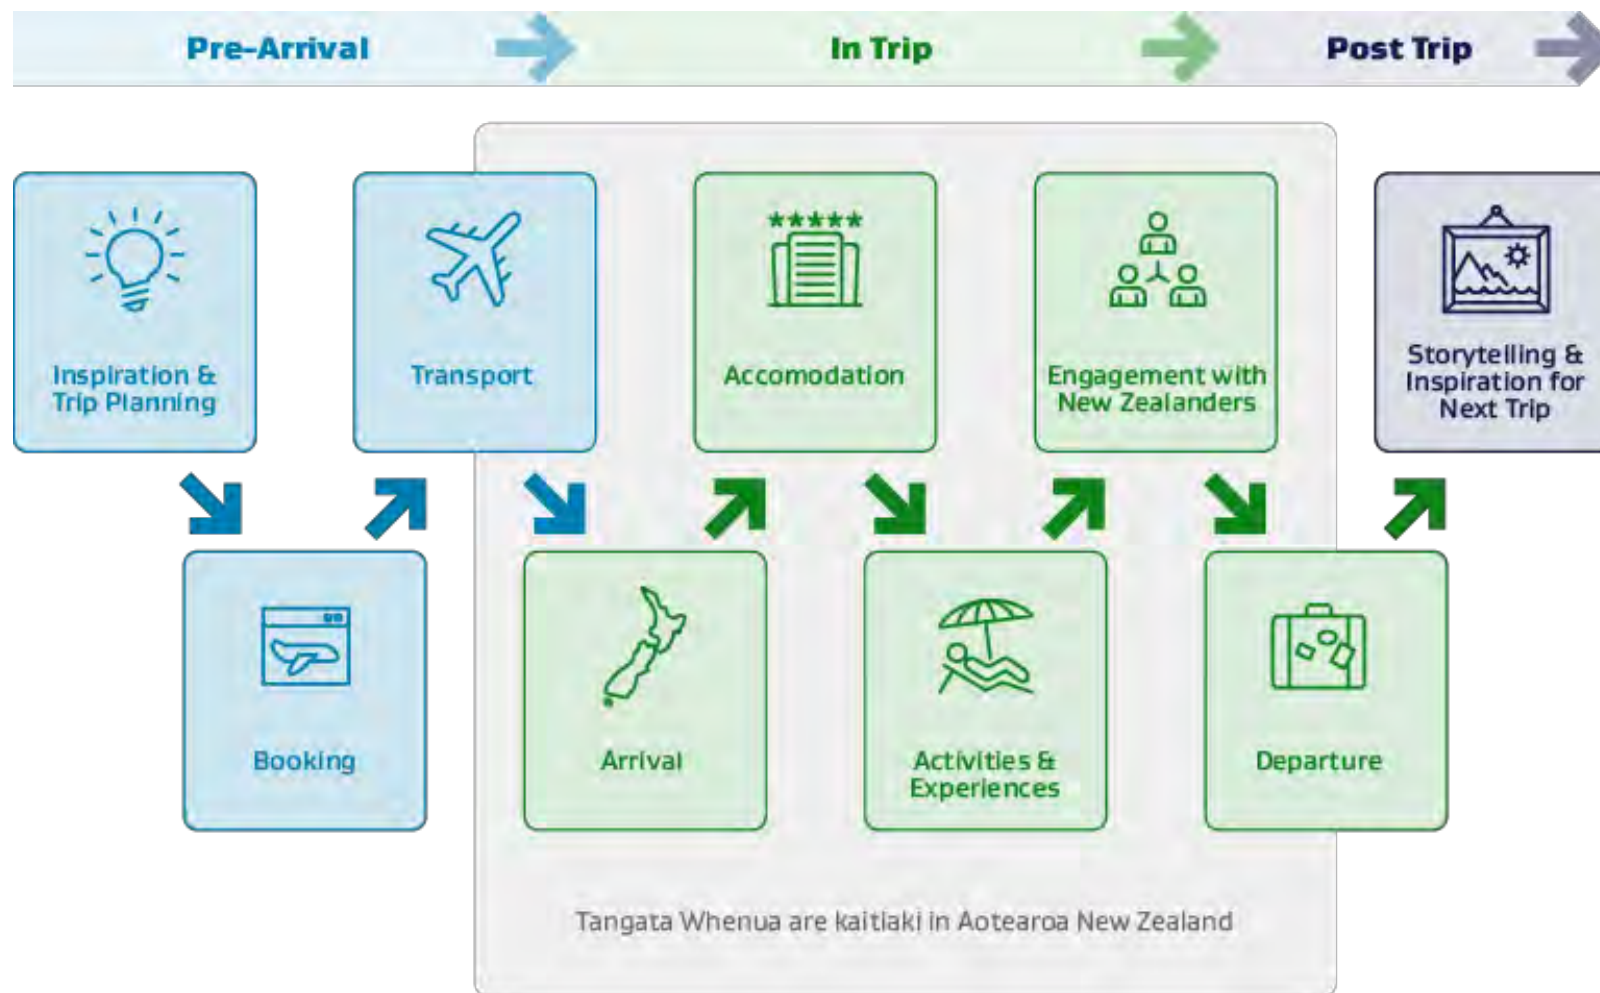 Pre-Arrival
In Trip
Post Trip
Inspiration &
Trip Planning
Transport
Accomodation
Engagement with
New Zealanders
Storytelling &
Inspiration for
Next Trip
Booking
Arrival
Activities &
Experiences
Departure
Tangata Whenua are kaitiaki in Aotearoa New Zealand